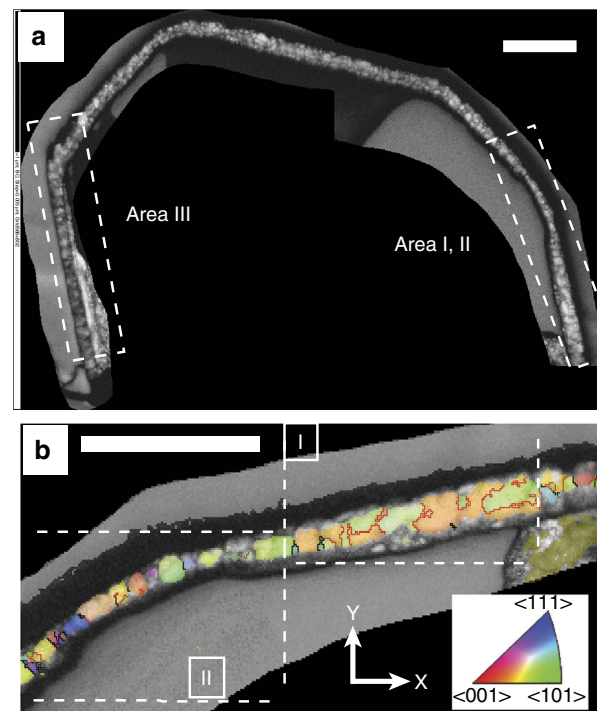 a
Area III
Area I, II
b
I
II
Y
X
<111>
<001>
<101>